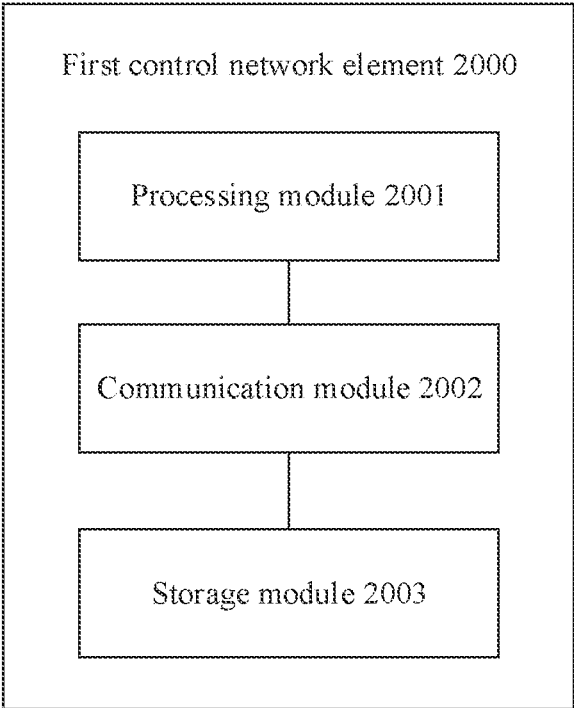 First control network element 2000
Processing module 2001
Communication module 2002
Storage module 2003